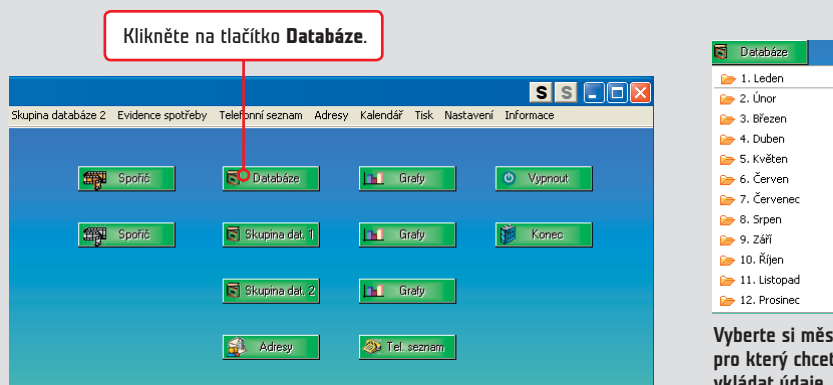 Klikněte na tlačítko Databáze.
S S
Skupina databáze 2 Evidence spotřeby Telefonní seznam Adresy Kalendář Tisk Nastavení Informace
Spořič Databáze Grafy Vypnout
Spořič Skupina dat. 1 Grafy Konec
Skupina dat. 2 Grafy
Adresy Tel. seznam
Databáze
1. Leden
2. Únor
3. Březen
4. Duben
5. Květen
6. Červen
7. Červenec
8. Srpen
9. Září
10. Říjen
11. Listopad
12. Prosinec
Vyberte si měs
pro který chcet
vkládat údaje